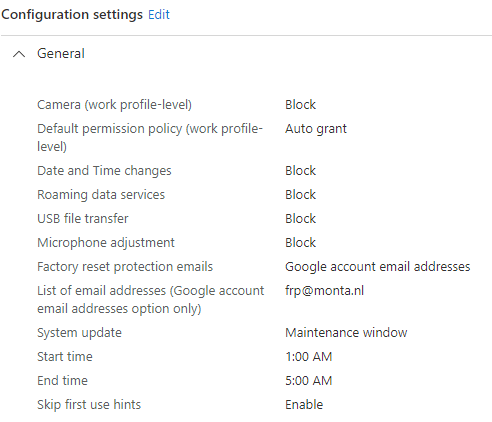 Configuration settings Edit
General
Camera (work profile-level) Block
Default permission policy (work profile- Auto grant
level)
Date and Time changes Block
Roaming data services Block
USB file transfer Block
Microphone adjustment Block
Factory reset protection emails Google account email addresses
List of email addresses (Google account frp@monta.nl
email addresses option only)
System update Maintenance window
Start time 1:00 AM
End time 5:00 AM
Skip first use hints Enable